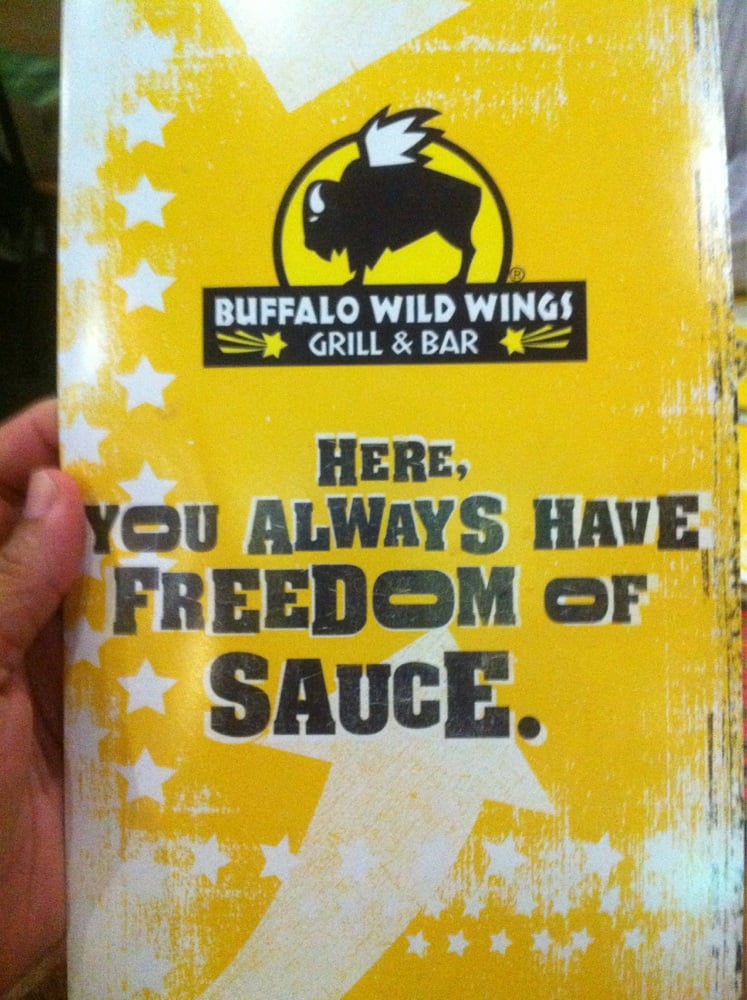 ®
BUFFALO WILD WINGS
GRILL & BAR
HERE,
YOU ALWAYS HAVE
FREEDOM OF
SAUCE.